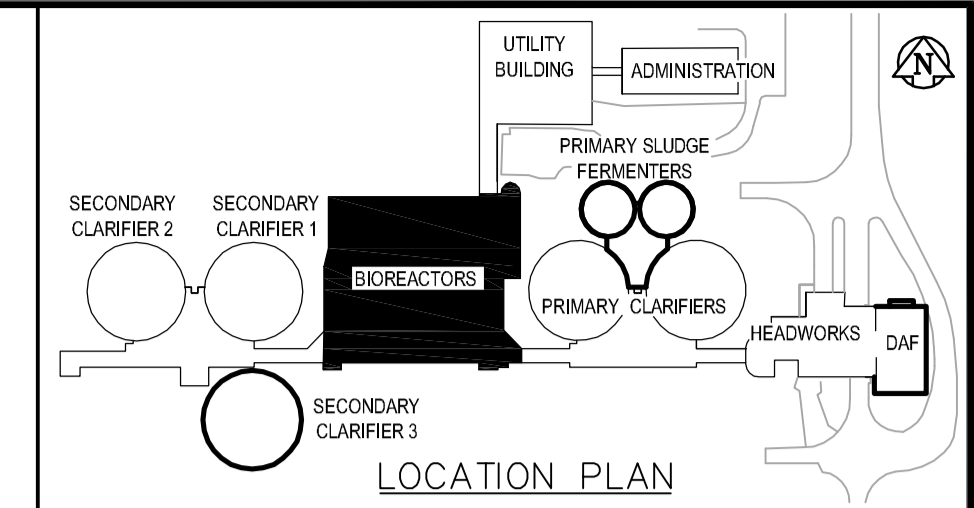 UTILITY
BUILDING
ADMINISTRATION
N
PRIMARY SLUDGE
FERMENTERS
SECONDARY
CLARIFIER 2
SECONDARY
CLARIFIER 1
BIOREACTORS
PRIMARY CLARIFIERS
HEADWORKS
DAF
SECONDARY
CLARIFIER 3
LOCATION PLAN